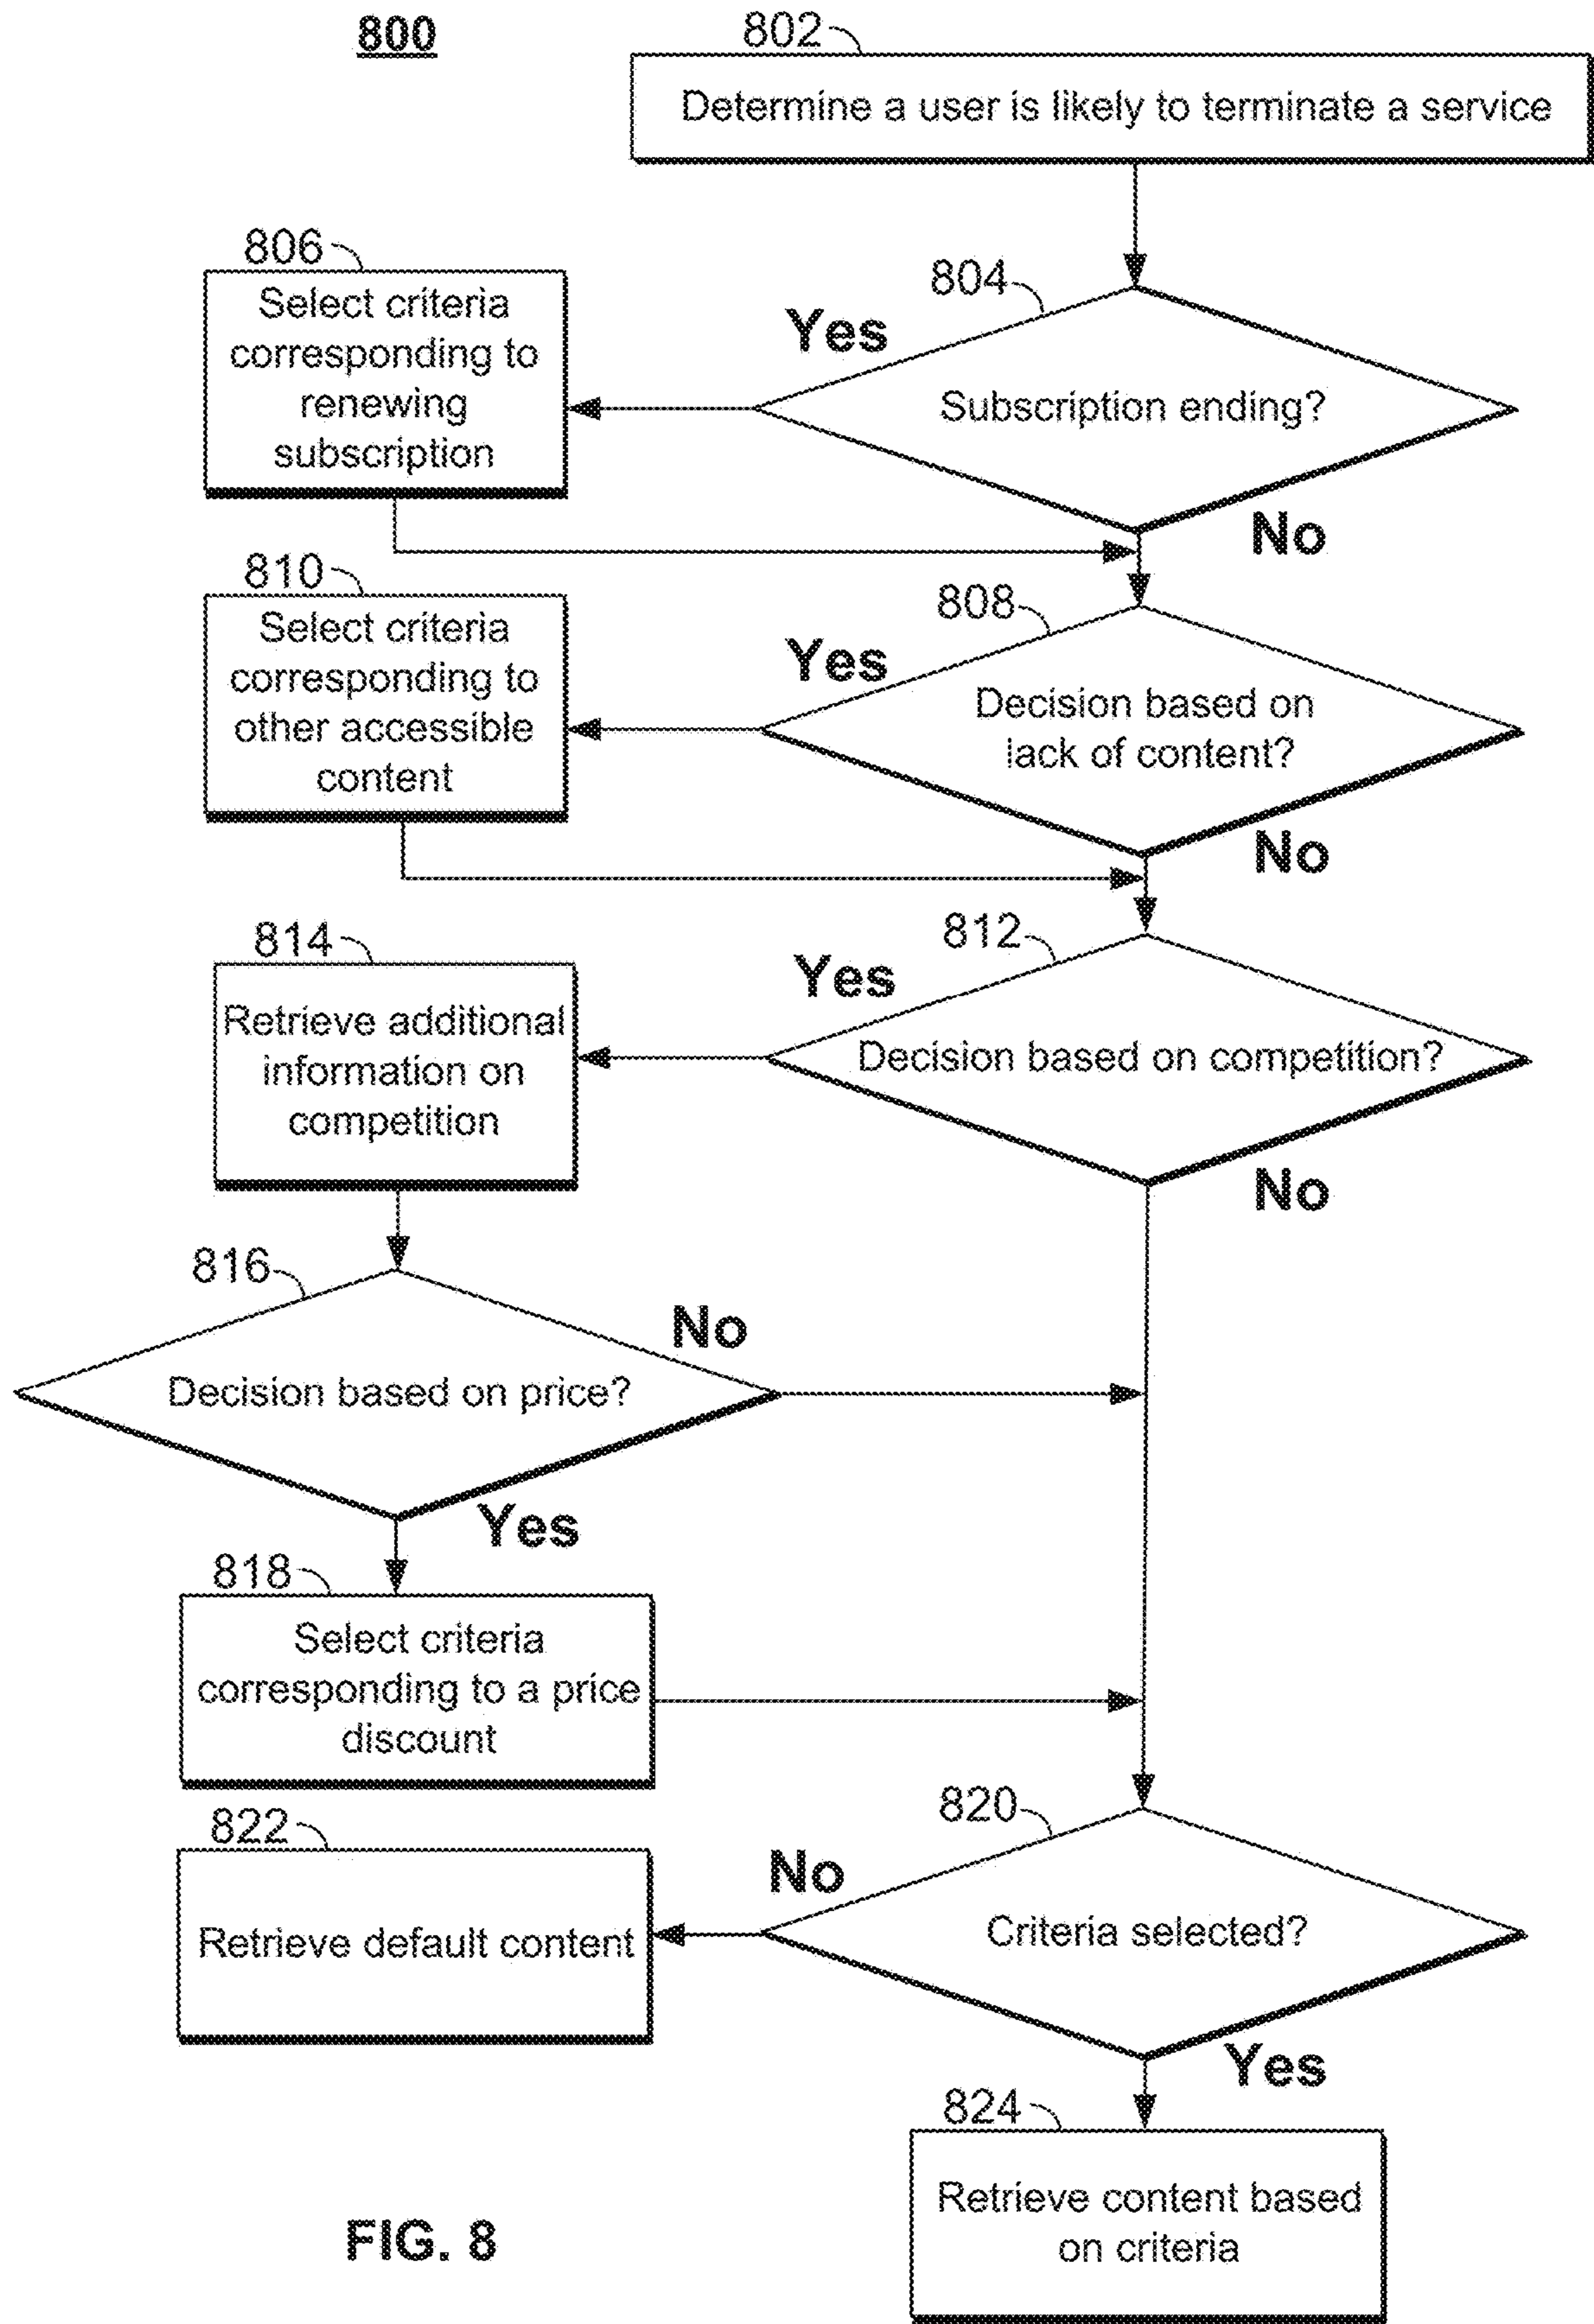 800
802
Determine a user is likely to terminate a service
806
Select criteria
corresponding to
renewing
subscription
804
Yes
Subscription ending?
No
810
Select criteria
corresponding to
other accessible
content
808
Yes
Decision based on
lack of content?
No
814
Retrieve additional
information on
competition
812
Yes
Decision based on competition?
No
816
No
Decision based on price?
Yes
818
Select criteria
corresponding to a price
discount
822
Retrieve default content
820
No
Criteria selected?
Yes
824
Retrieve content based
on criteria
FIG. 8